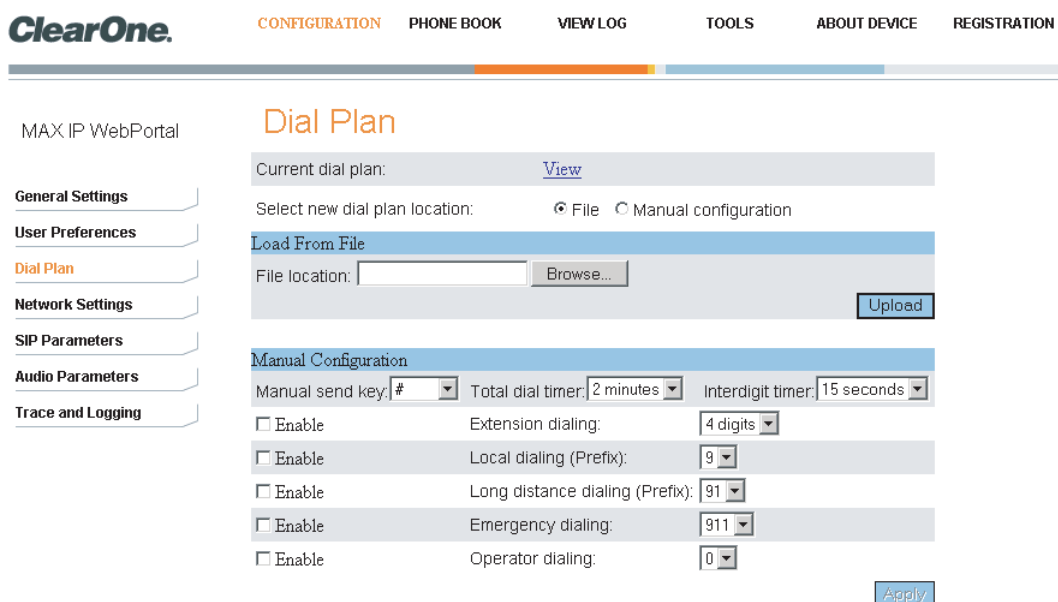 ClearOne.
CONFIGURATION PHONE BOOK VIEW LOG TOOLS ABOUT DEVICE REGISTRATION
MAX IP WebPortal
General Settings
User Preferences
Dial Plan
Network Settings
SIP Parameters
Audio Parameters
Trace and Logging
Dial Plan
Current dial plan: View
Select new dial plan location: File Manual configuration
Load From File
File location: Browse...
Upload
Manual Configuration
Manual send key: # Total dial timer: 2 minutes Interdigit timer: 15 seconds
Enable Extension dialing: 4 digits
Enable Local dialing (Prefix): 9
Enable Long distance dialing (Prefix): 91
Enable Emergency dialing: 911
Enable Operator dialing: 0
Apply